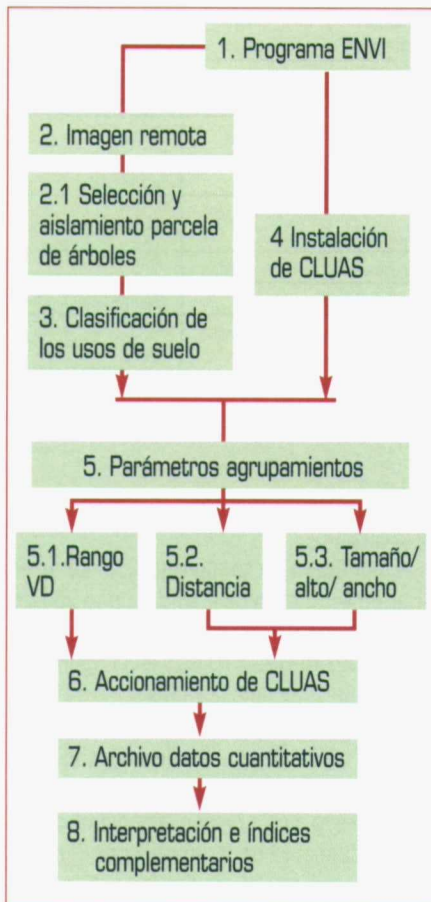 1. Programa ENVI
2. Imagen remota
2.1 Selección y
aislamiento parcela
de árboles
4 Instalación
de CLUAS
3. Clasificación de
los usos de suelo
5. Parámetros agrupamientos
5.1.Rango
VD
5.2.
Distancia
5.3. Tamaño/
alto/ ancho
6. Accionamiento de CLUAS
7. Archivo datos cuantitativos
8. Interpretación e índices
complementarios